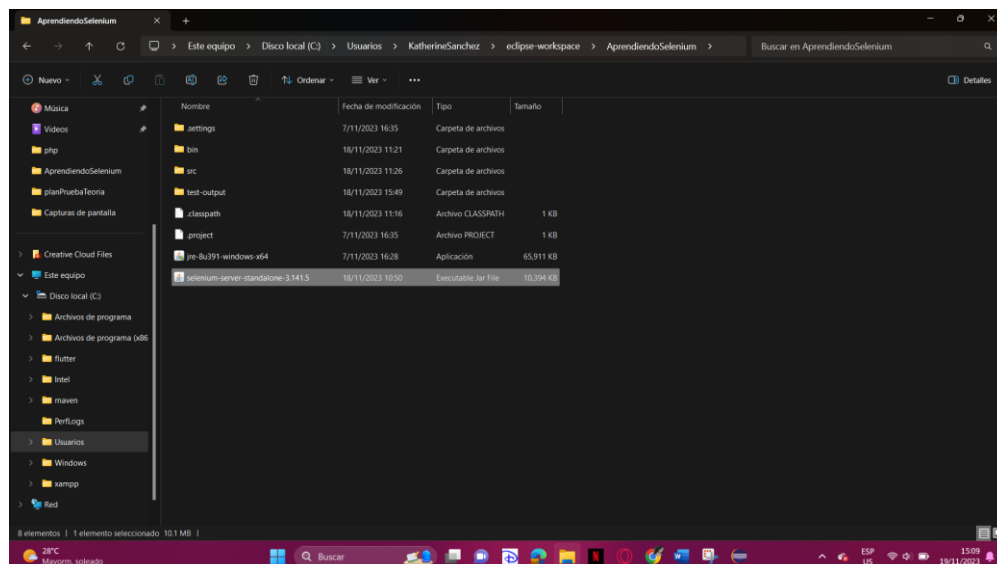 AprendiendoSelenium
Este equipo > Disco local (C:) > Usuarios > KatherineSanchez > eclipse-workspace > AprendiendoSelenium >
Buscar en AprendiendoSelenium
Nuevo
Ordenar
Ver
Detalles
Música
Videos
php
AprendiendoSelenium
planPruebaTeoria
Capturas de pantalla
Creative Cloud Files
Este equipo
Disco local (C:)
Archivos de programa
Archivos de programa (x86
flutter
Intel
maven
PerfLogs
Usuarios
Windows
xampp
Red
Nombre Fecha de modificación Tipo Tamaño
.settings 7/11/2023 16:35 Carpeta de archivos
bin 18/11/2023 11:21 Carpeta de archivos
src 18/11/2023 11:26 Carpeta de archivos
test-output 18/11/2023 15:49 Carpeta de archivos
.classpath 18/11/2023 11:16 Archivo CLASSPATH 1 KB
.project 7/11/2023 16:35 Archivo PROJECT 1 KB
jre-8u391-windows-x64 7/11/2023 16:28 Aplicación 65,911 KB
selenium-server-standalone-3.141.5 18/11/2023 10:50 Executable Jar File 10,394 KB
8 elementos | 1 elemento seleccionado 10.1 MB |
28°C
Mayorm. soleado
Buscar
ESP
US
15:09
19/11/2023